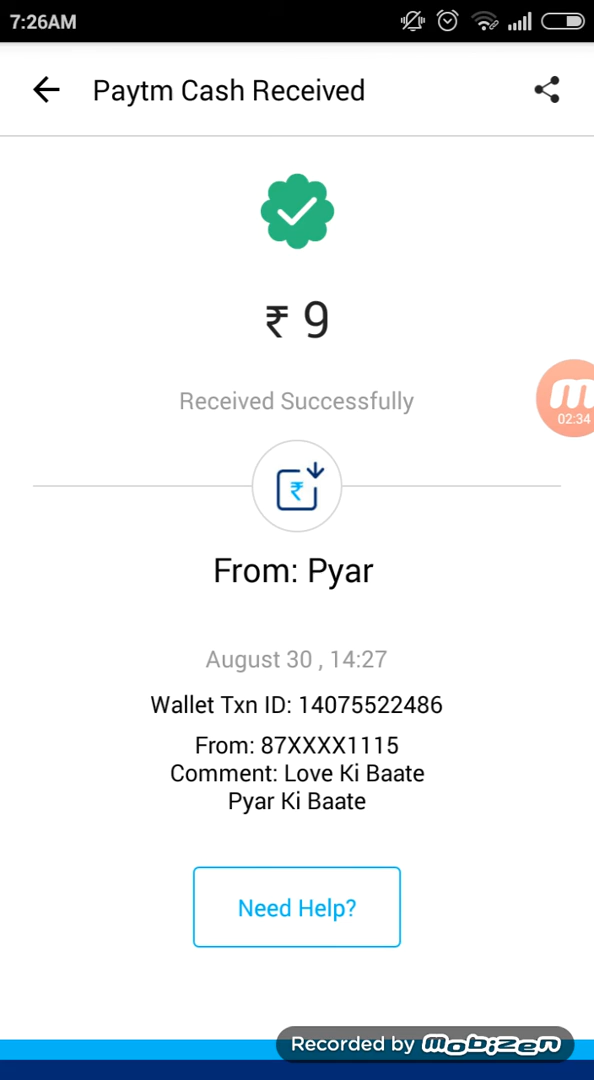 7:26AM
Paytm Cash Received
₹ 9
Received Successfully
02:34
₹
From: Pyar
August 30 , 14:27
Wallet Txn ID: 14075522486
From: 87XXXX1115
Comment: Love Ki Baate
Pyar Ki Baate
Need Help?
Recorded by mobizen